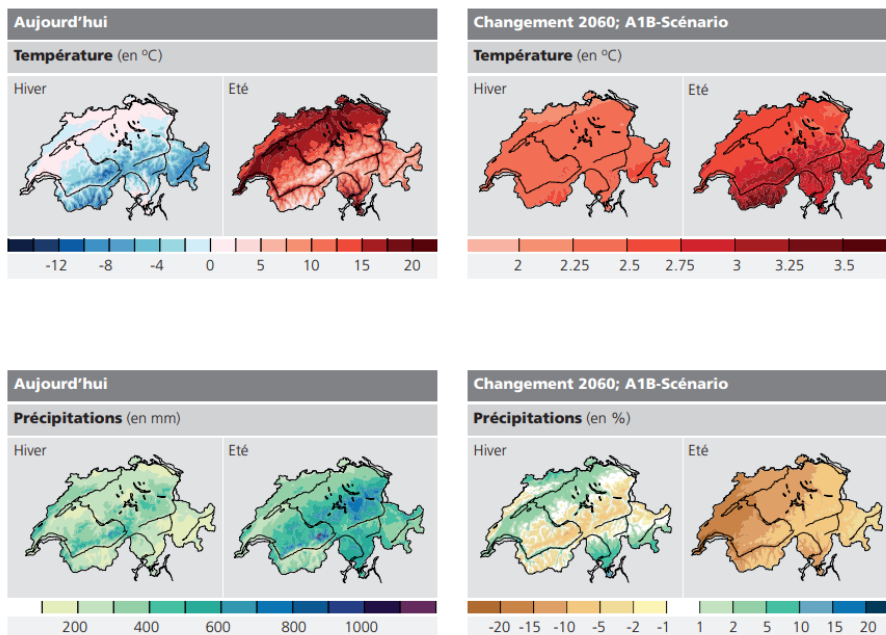 Aujourd'hui
Température (en °C)
Hiver
Eté
-12 -8 -4 0 5 10 15 20
Changement 2060; A1B-Scénario
Température (en °C)
Hiver
Eté
2 2.25 2.5 2.75 3 3.25 3.5
Aujourd'hui
Précipitations (en mm)
Hiver
Eté
200 400 600 800 1000
Changement 2060; A1B-Scénario
Précipitations (en %)
Hiver
Eté
-20 -15 -10 -5 -2 -1 1 2 5 10 15 20